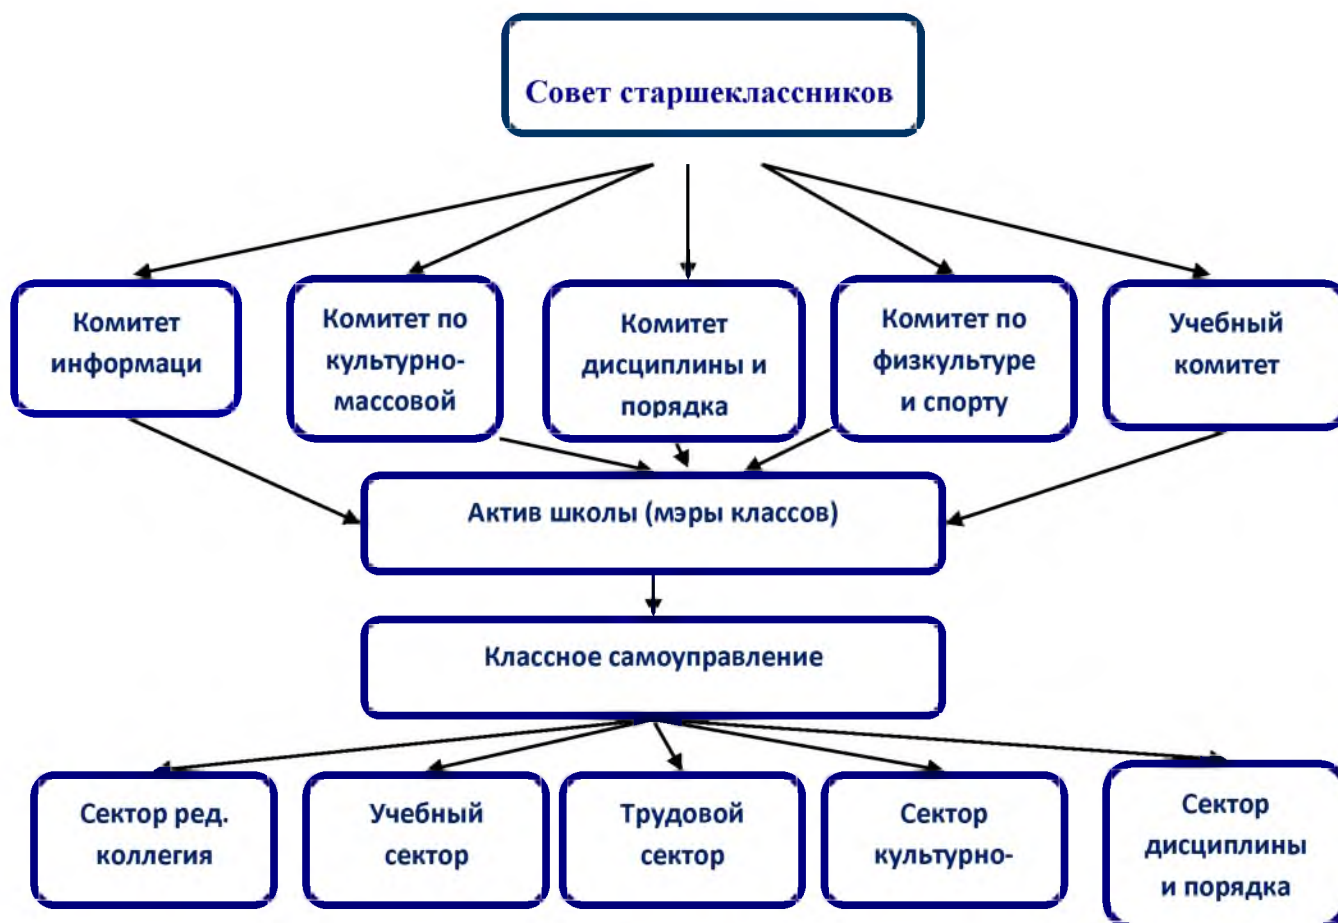 Совет старшеклассников
Комитет
информаци
Комитет по
культурно-
массовой
Комитет
дисциплины и
порядка
Комитет по
физкультуре
и спорту
Учебный
комитет
Актив школы (мэры классов)
Классное самоуправление
Сектор ред.
коллегия
Учебный
сектор
Трудовой
сектор
Сектор
культурно-
Сектор
дисциплины
и порядка